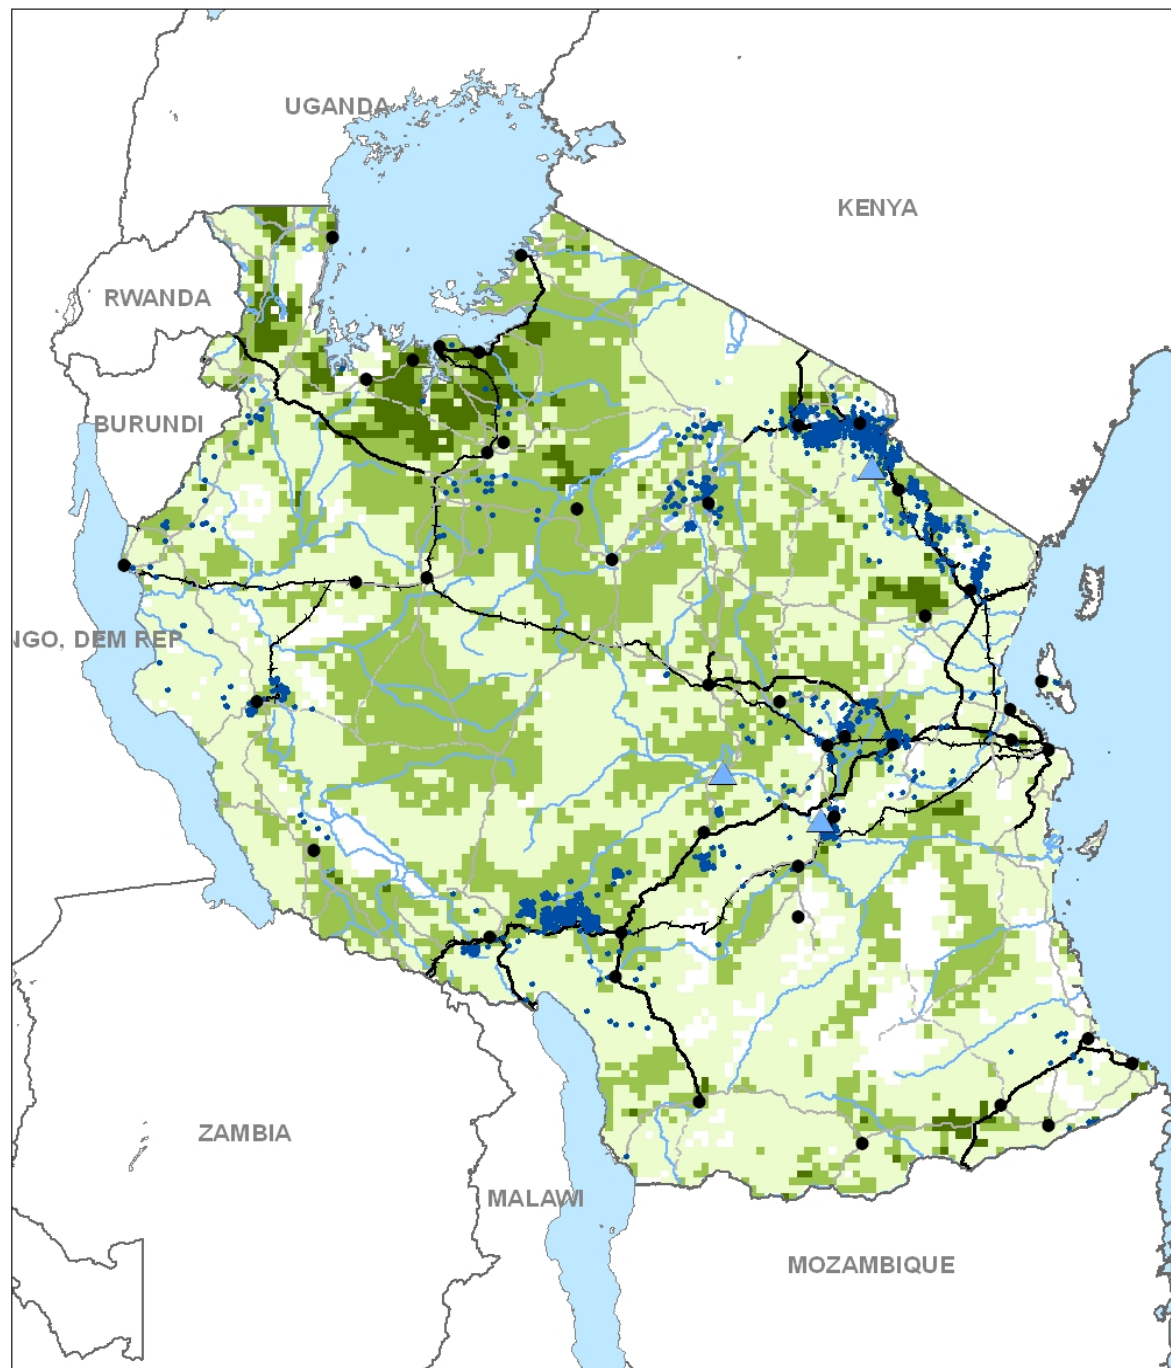 UGANDA
KENYA
RWANDA
BURUNDI
NGO, DEM REP
ZAMBIA
MALAWI
MOZAMBIQUE